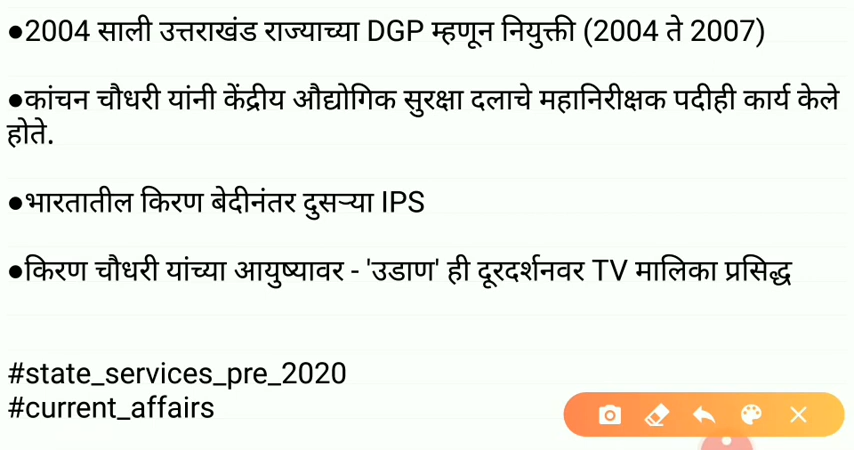 ●2004 साली उत्तराखंड राज्याच्या DGP म्हणून नियुक्ती (2004 ते 2007)
●कांचन चौधरी यांनी केंद्रीय औद्योगिक सुरक्षा दलाचे महानिरीक्षक पदीही कार्य केले
होते.
●भारतातील किरण बेदीनंतर दुसऱ्या IPS
●किरण चौधरी यांच्या आयुष्यावर - 'उडाण' ही दूरदर्शनवर TV मालिका प्रसिद्ध
#state_services_pre_2020
#current_affairs